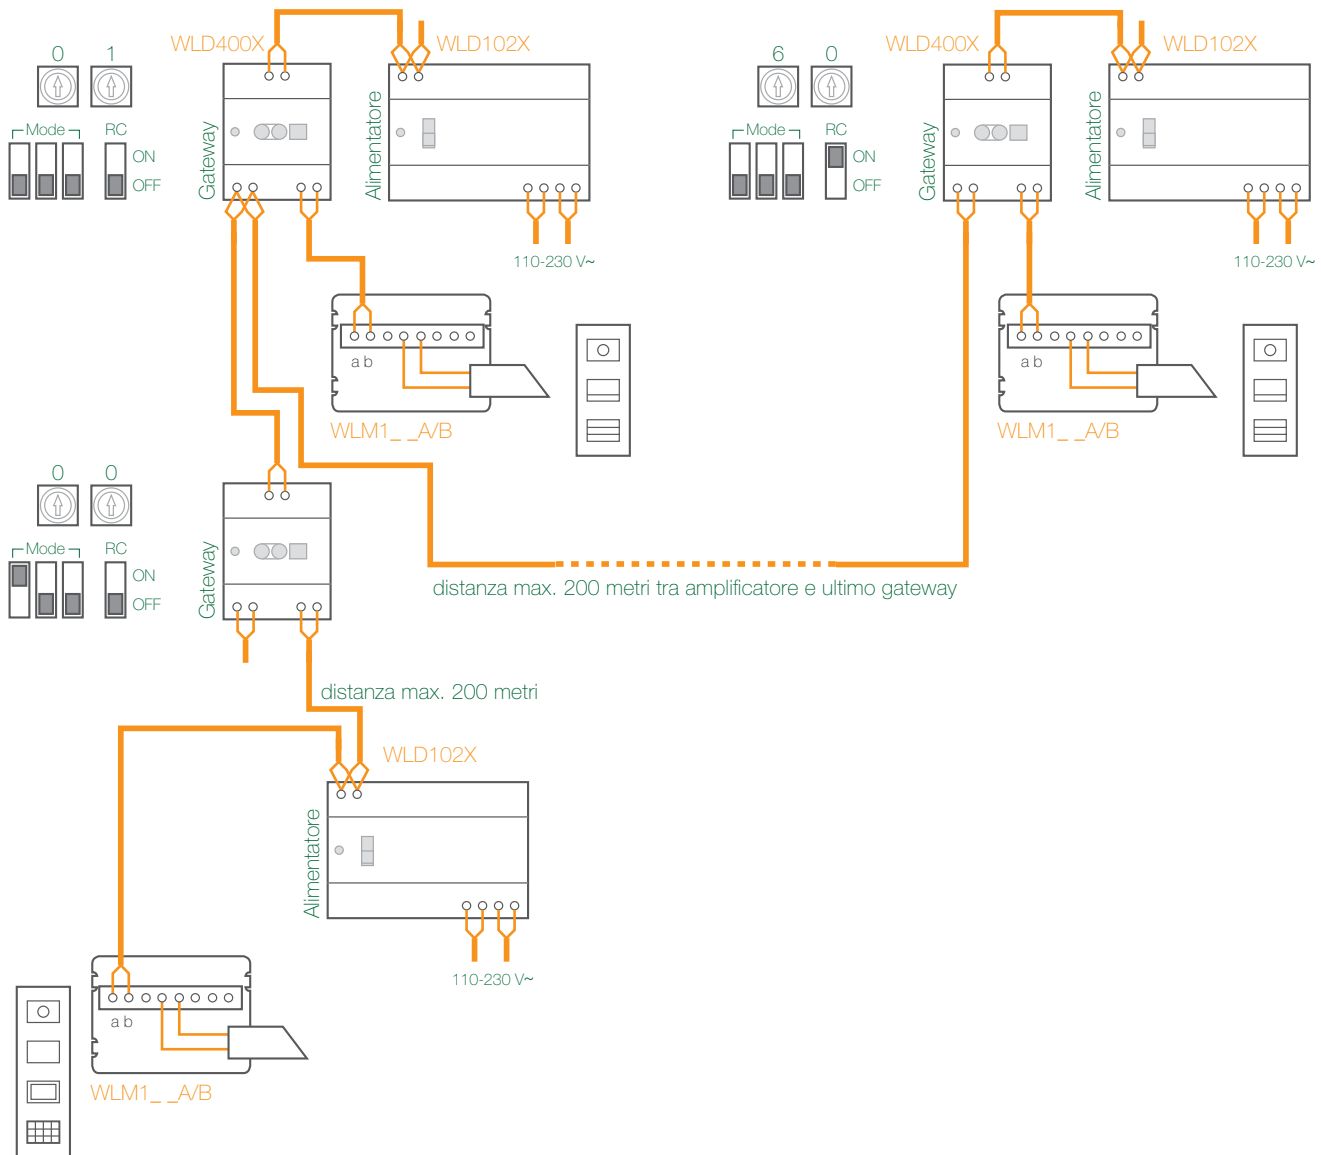 WLD400X
WLD102X
0 1
Mode
RC
ON
OFF
Gateway
Alimentatore
110-230 V~
a b
WLM1_ _A/B
WLD400X
WLD102X
6 0
Mode
RC
ON
OFF
Gateway
Alimentatore
110-230 V~
a b
WLM1_ _A/B
0 0
Mode
RC
ON
OFF
Gateway
distanza max. 200 metri tra amplificatore e ultimo gateway
distanza max. 200 metri
WLD102X
Alimentatore
110-230 V~
a b
WLM1_ _A/B